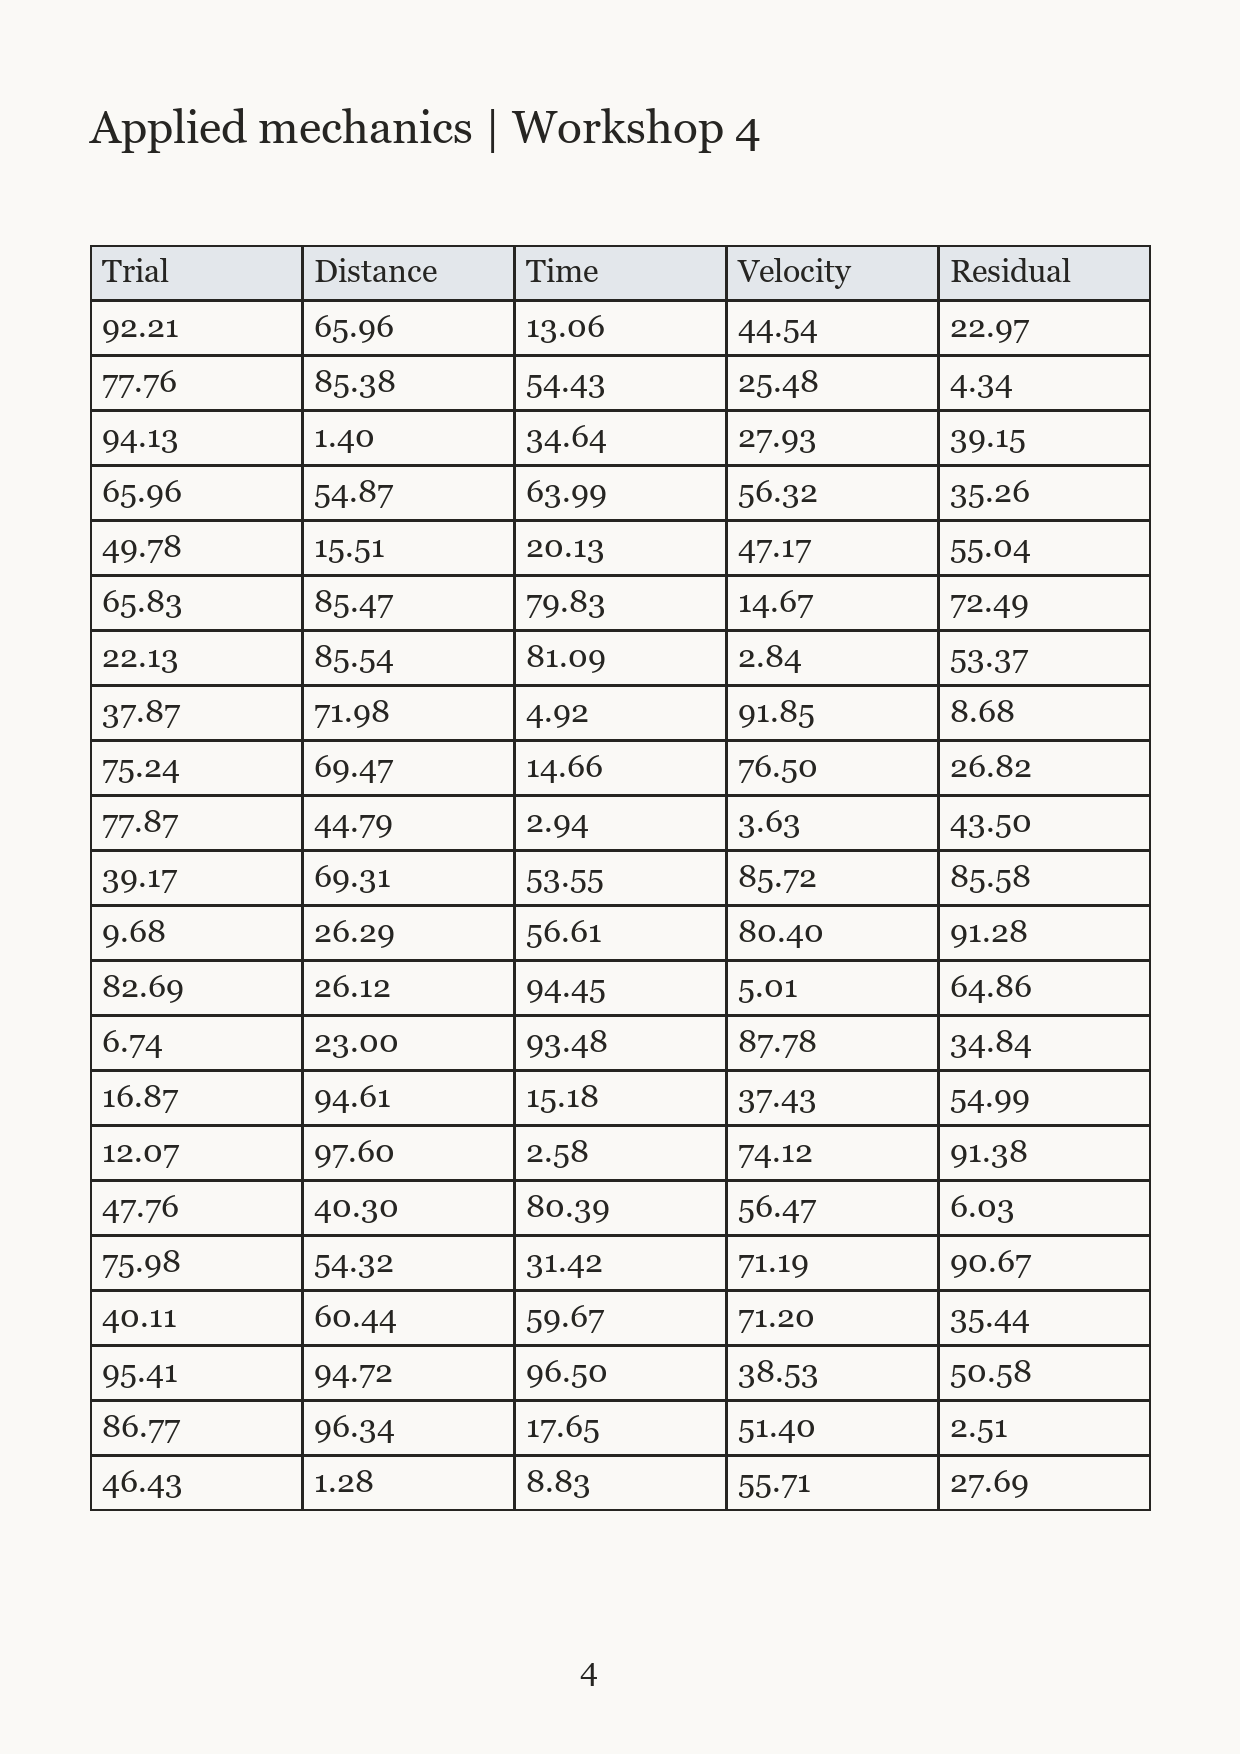 Applied mechanics | Workshop 4
Trial Distance Time Velocity Residual
92.21 65.96 13.06 44.54 22.97
77.76 85.38 54.43 25.48 4.34
94.13 1.40 34.64 27.93 39.15
65.96 54.87 63.99 56.32 35.26
49.78 15.51 20.13 47.17 55.04
65.83 85.47 79.83 14.67 72.49
22.13 85.54 81.09 2.84 53.37
37.87 71.98 4.92 91.85 8.68
75.24 69.47 14.66 76.50 26.82
77.87 44.79 2.94 3.63 43.50
39.17 69.31 53.55 85.72 85.58
9.68 26.29 56.61 80.40 91.28
82.69 26.12 94.45 5.01 64.86
6.74 23.00 93.48 87.78 34.84
16.87 94.61 15.18 37.43 54.99
12.07 97.60 2.58 74.12 91.38
47.76 40.30 80.39 56.47 6.03
75.98 54.32 31.42 71.19 90.67
40.11 60.44 59.67 71.20 35.44
95.41 94.72 96.50 38.53 50.58
86.77 96.34 17.65 51.40 2.51
46.43 1.28 8.83 55.71 27.69
4